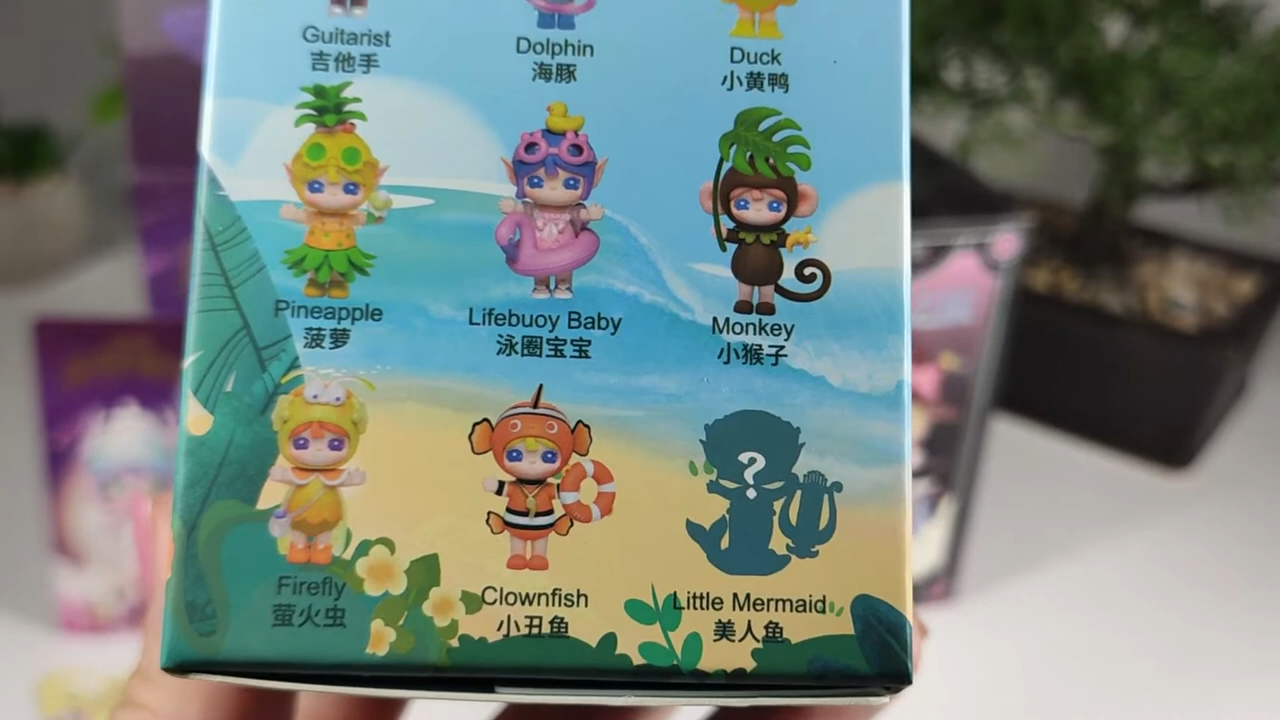 Guitarist
吉他手
Dolphin
海豚
Duck
小黄鸭
Pineapple
菠萝
Lifebuoy Baby
泳圈宝宝
Monkey
小猴子
?
Firefly
萤火虫
Clownfish
小丑鱼
Little Mermaid
美人鱼